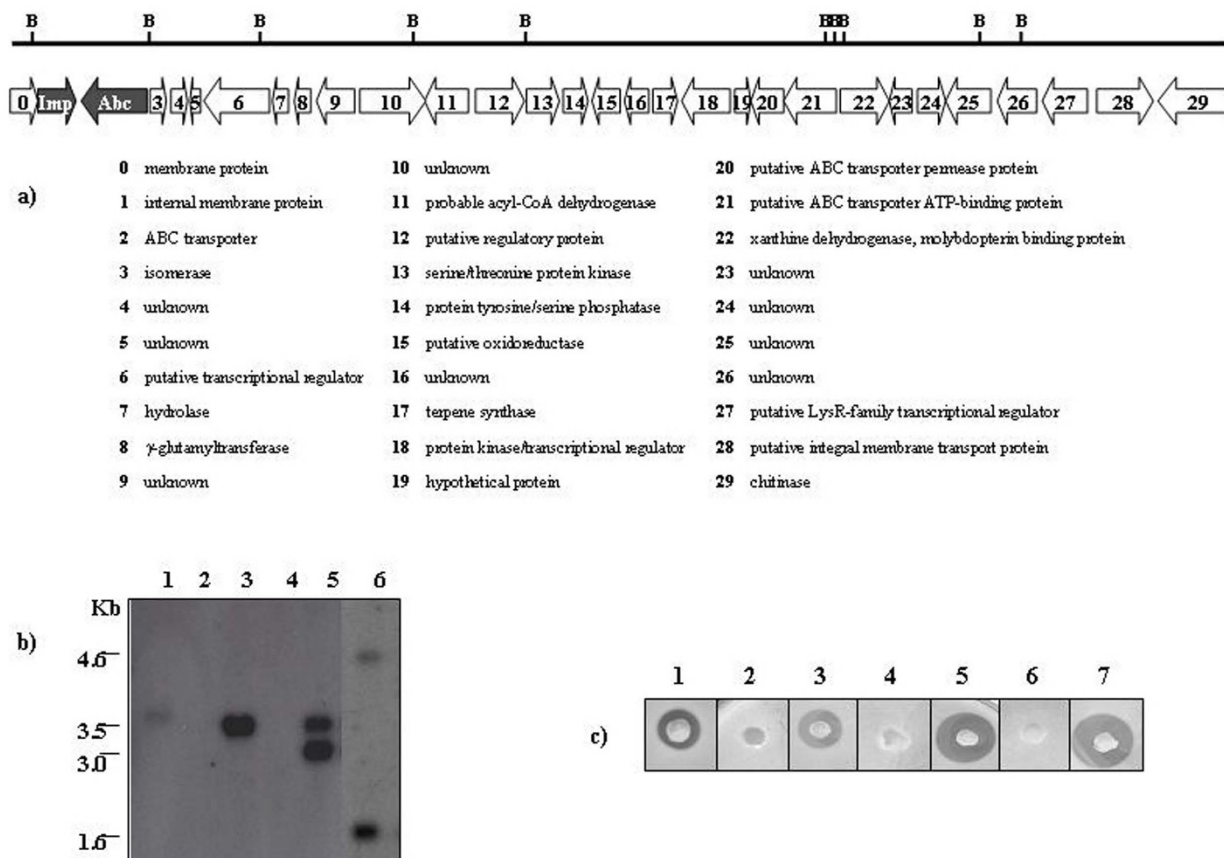 B B B B B B B B B B
0 Imp Abc 3 4 5 6 7 8 9 10 11 12 13 14 15 16 17 18 19 20 21 22 23 24 25 26 27 28 29
a)
0 membrane protein
1 internal membrane protein
2 ABC transporter
3 isomerase
4 unknown
5 unknown
6 putative transcriptional regulator
7 hydrolase
8 γ-glutamyltransferase
9 unknown
10 unknown
11 probable acyl-CoA dehydrogenase
12 putative regulatory protein
13 serine/threonine protein kinase
14 protein tyrosine/serine phosphatase
15 putative oxidoreductase
16 unknown
17 terpene synthase
18 protein kinase/transcriptional regulator
19 hypothetical protein
20 putative ABC transporter permease protein
21 putative ABC transporter ATP-binding protein
22 xanthine dehydrogenase, molybdopterin binding protein
23 unknown
24 unknown
25 unknown
26 unknown
27 putative LysR-family transcriptional regulator
28 putative integral membrane transport protein
29 chitinase
b)
1 2 3 4 5 6
Kb
4.6
3.5
3.0
1.6
c)
1 2 3 4 5 6 7